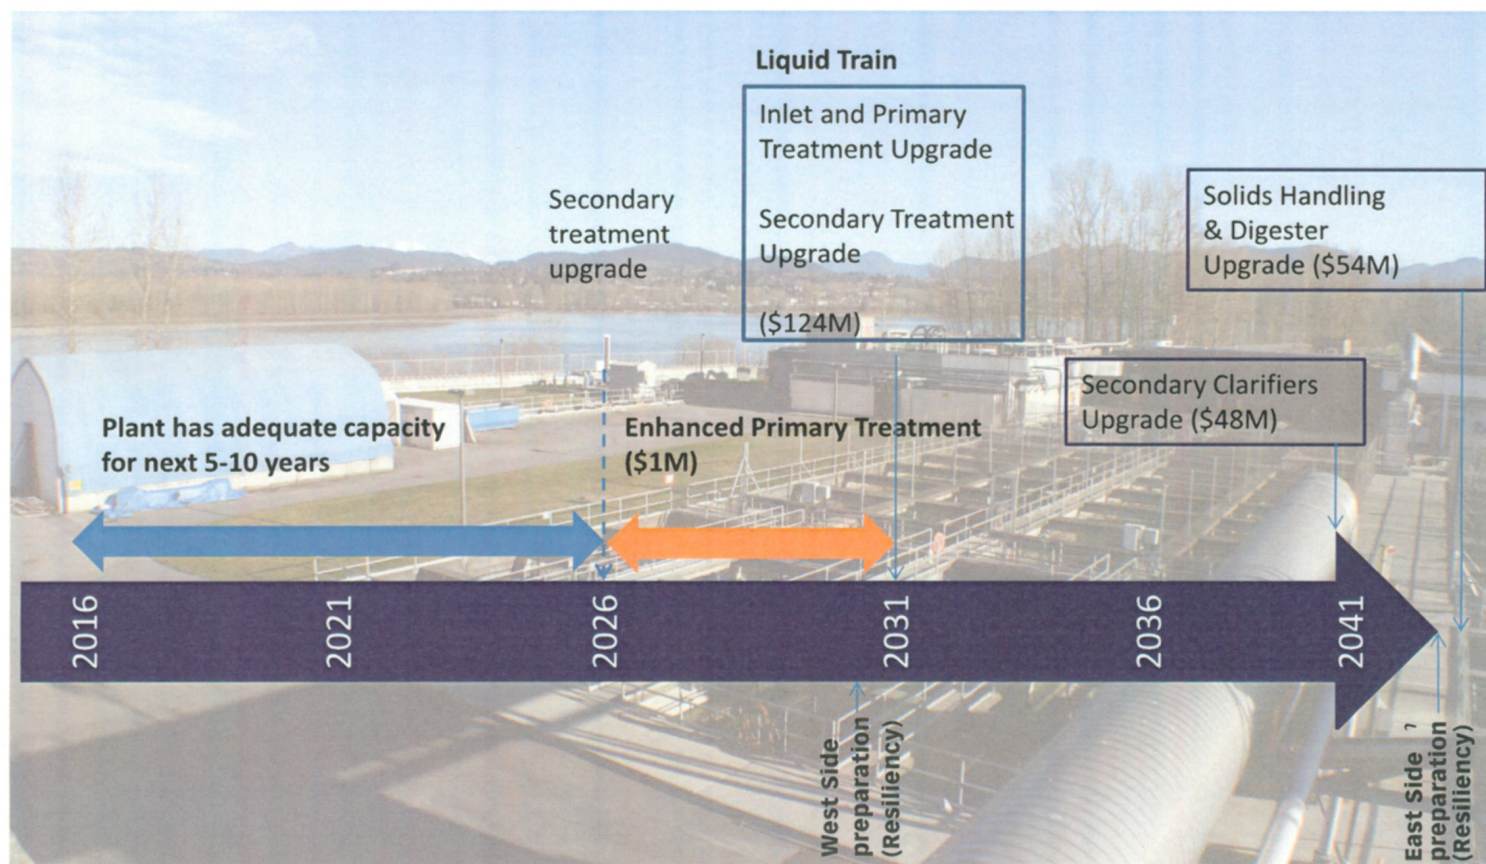 Liquid Train
Inlet and Primary
Treatment Upgrade
Secondary Treatment
Upgrade
($124M)
Secondary
treatment
upgrade
Solids Handling
& Digester
Upgrade ($54M)
Secondary Clarifiers
Upgrade ($48M)
Plant has adequate capacity
for next 5-10 years
Enhanced Primary Treatment
($1M)
2016
2021
2026
2031
2036
2041
West Side
preparation
(Resiliency)
East Side
preparation
(Resiliency)